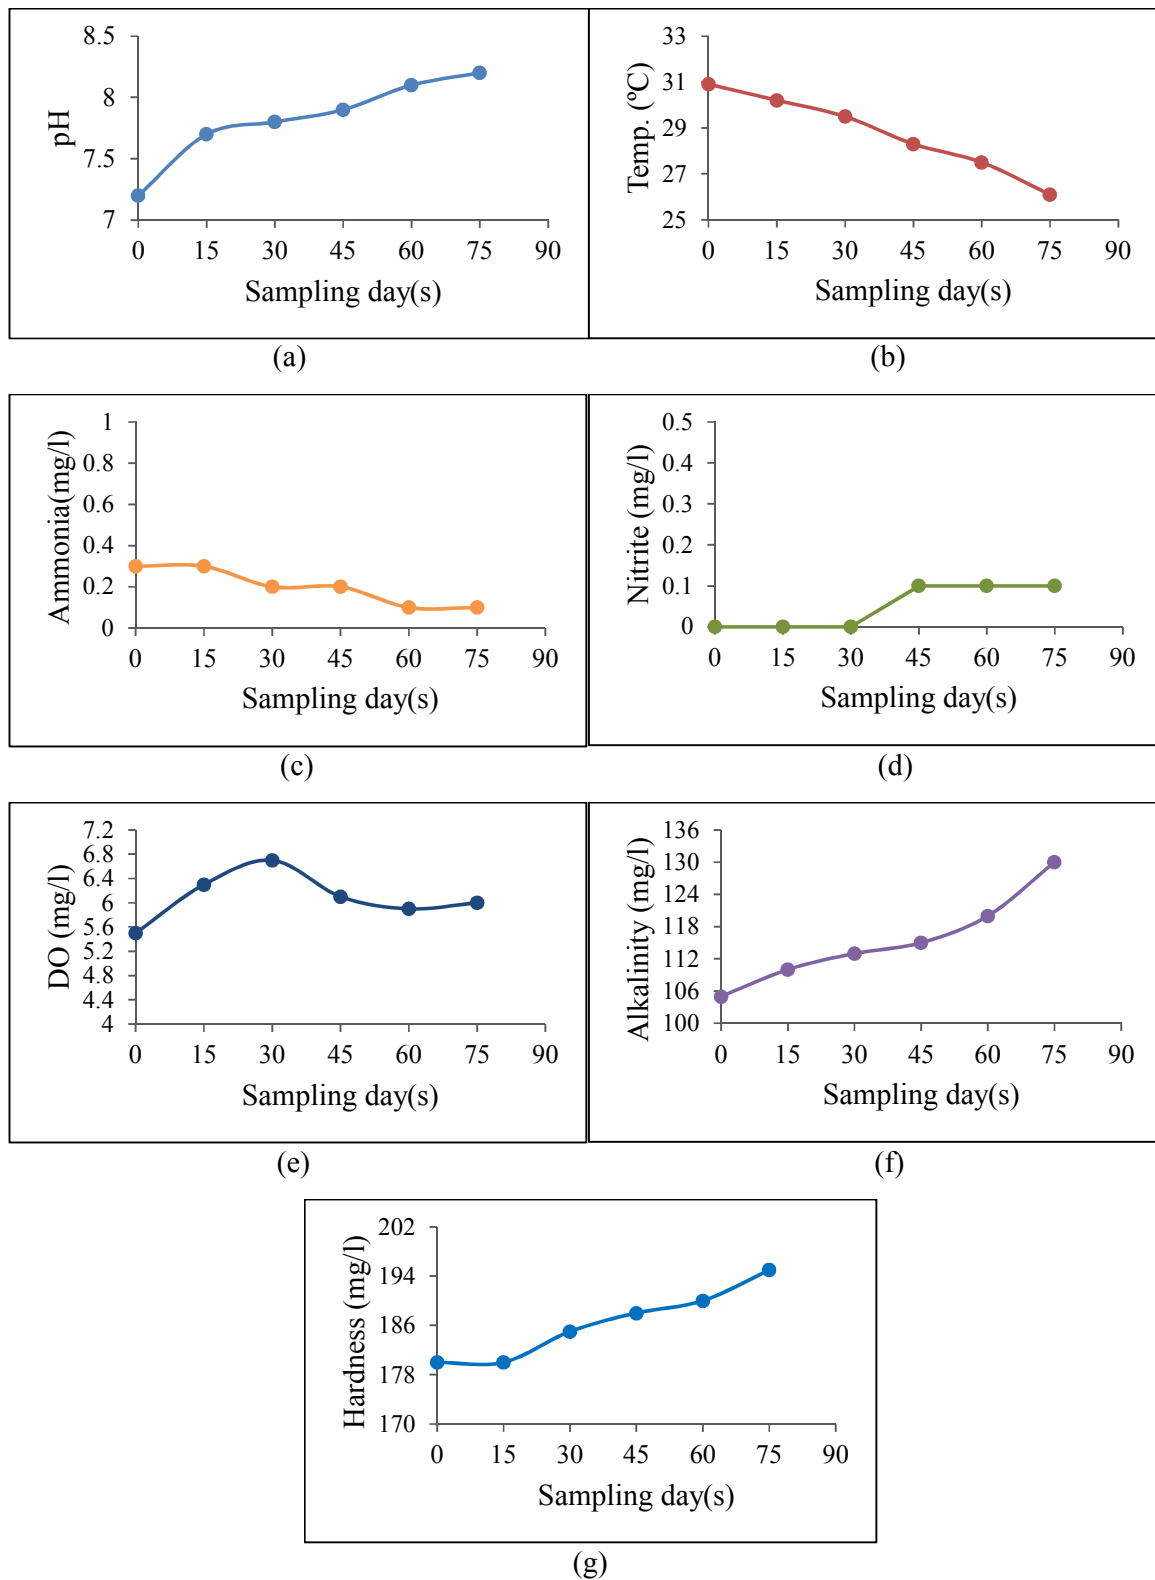 8.5
8
7.5
7
pH
0 15 30 45 60 75 90
Sampling day(s)
(a)
33
31
29
27
25
Temp. (ºC)
0 15 30 45 60 75 90
Sampling day(s)
(b)
1
0.8
0.6
0.4
0.2
0
Ammonia(mg/l)
0 15 30 45 60 75 90
Sampling day(s)
(c)
0.5
0.4
0.3
0.2
0.1
0
Nitrite (mg/l)
0 15 30 45 60 75 90
Sampling day(s)
(d)
7.2
6.8
6.4
6
5.6
5.2
4.8
4.4
4
DO (mg/l)
0 15 30 45 60 75 90
Sampling day(s)
(e)
136
130
124
118
112
106
100
Alkalinity (mg/l)
0 15 30 45 60 75 90
Sampling day(s)
(f)
202
194
186
178
170
Hardness (mg/l)
0 15 30 45 60 75 90
Sampling day(s)
(g)